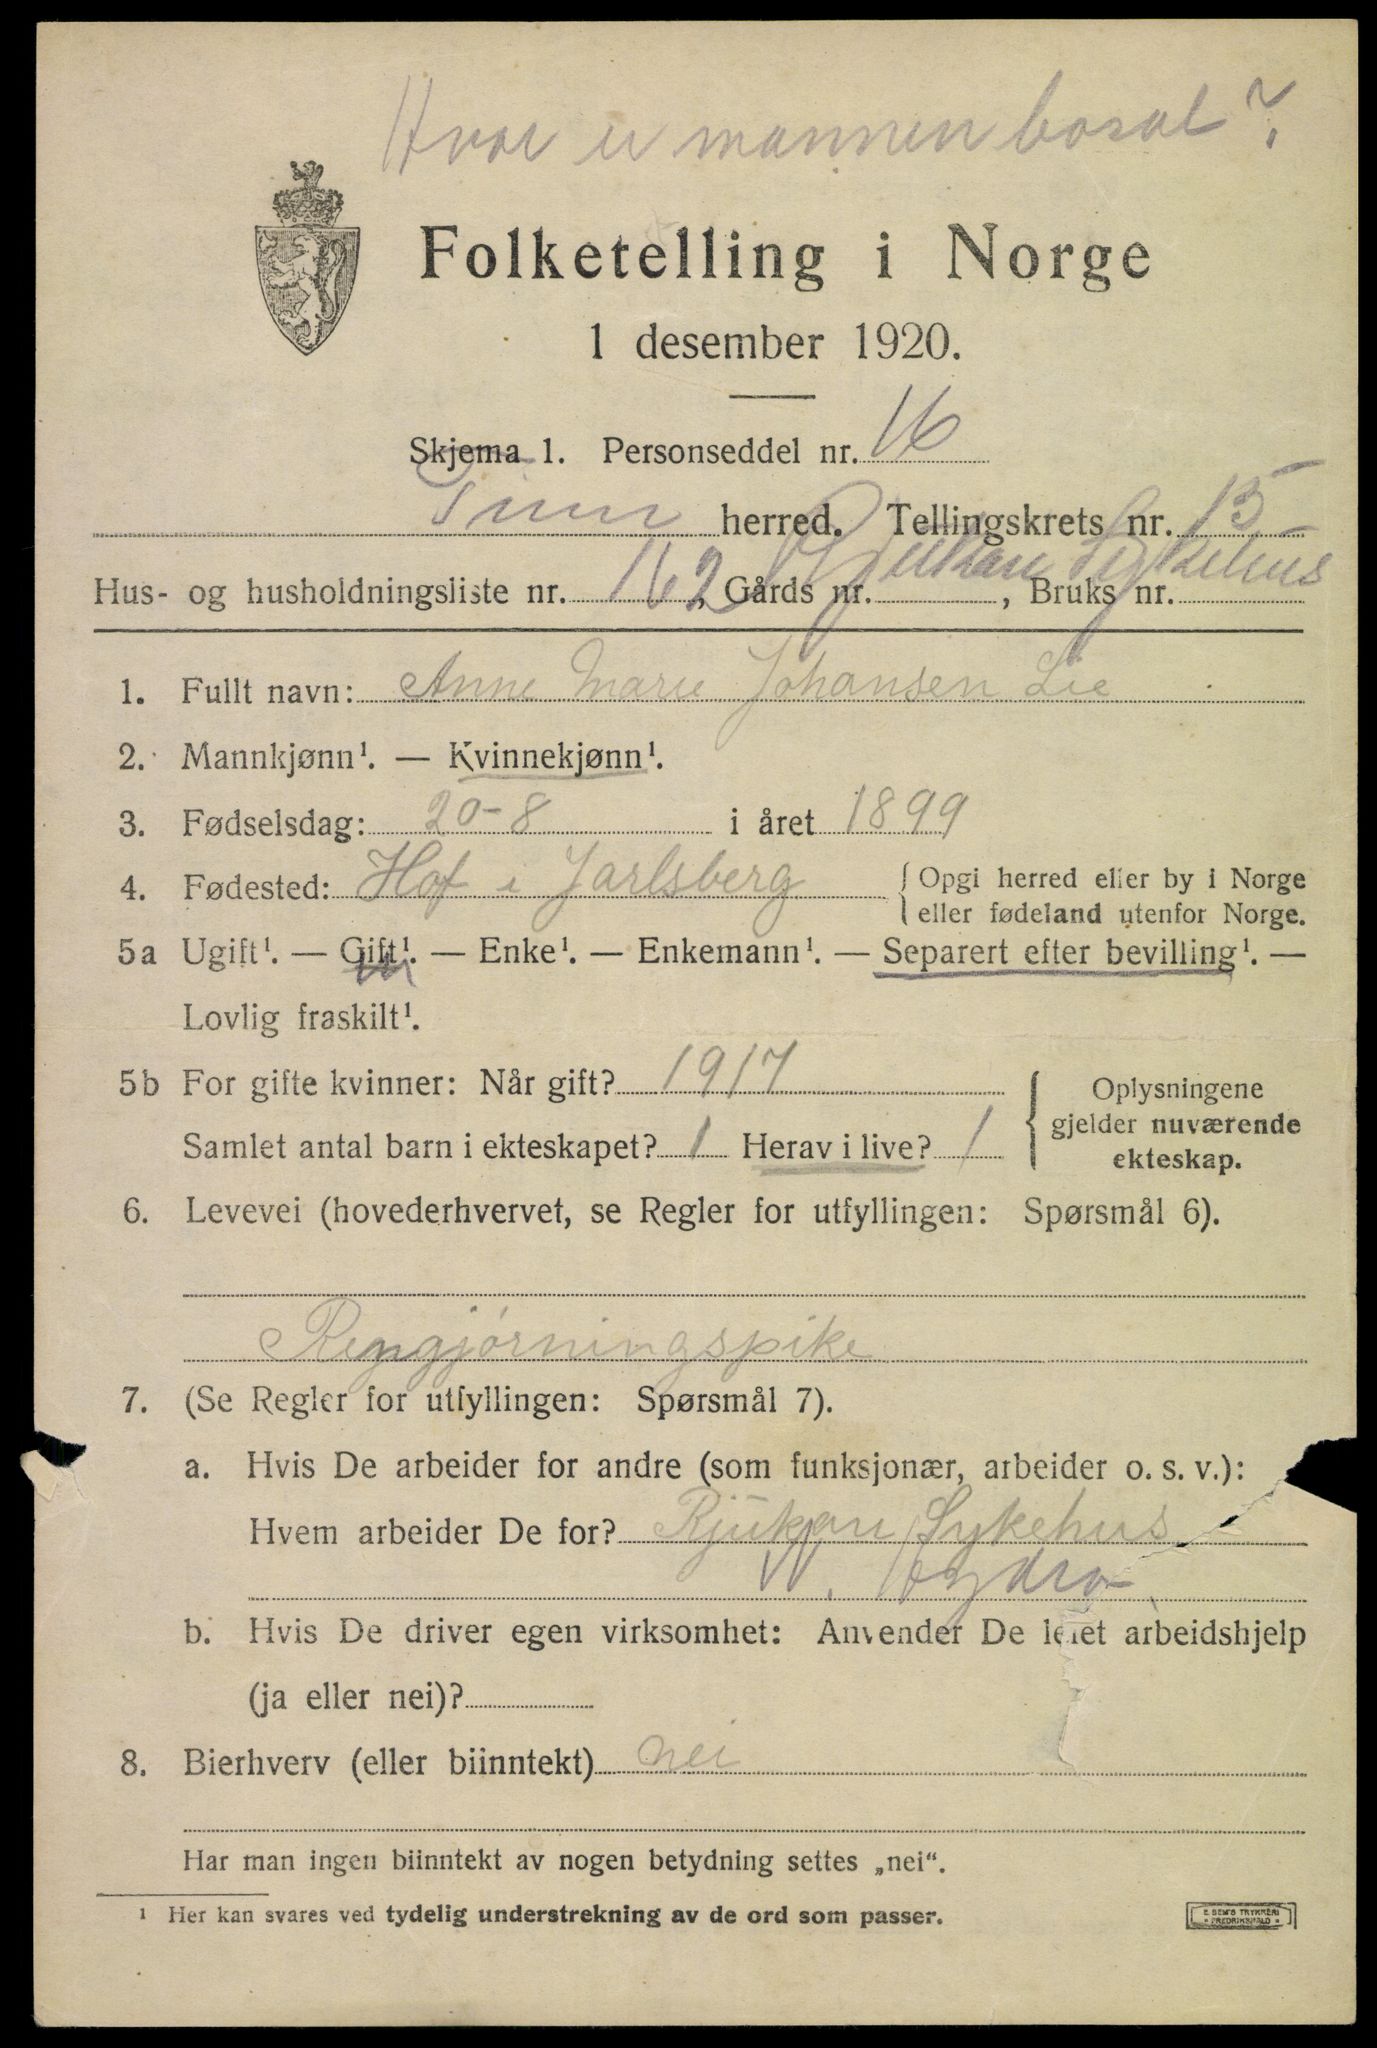 Hvor er mannen bosat?
Folketelling i Norge
1 desember 1920.
Skjema 1. Personseddel nr. 16
Tinn herred. Tellingskrets nr. 15
Rjukan Sykehus
Hus- og husholdningsliste nr. 162, Gårds nr. , Bruks nr.
1. Fullt navn: Anne Marie Johansen Lie
2. Mannkjønn¹. — Kvinnekjønn¹.
3. Fødselsdag: 20-8 i året 1899
4. Fødested: Hof i Jarlsberg { Opgi herred eller by i Norge
eller fødeland utenfor Norge.
5a Ugift¹. — Gift¹. — Enke¹. — Enkemann¹. — Separert efter bevilling¹. —
Lovlig fraskilt¹.
5b For gifte kvinner: Når gift? 1917
Samlet antal barn i ekteskapet? 1 Herav i live? 1
Oplysningene
gjelder nuværende
ekteskap.
6. Levevei (hovederhvervet, se Regler for utfyllingen: Spørsmål 6).
Rengjørningspike
7. (Se Regler for utfyllingen: Spørsmål 7).
a. Hvis De arbeider for andre (som funksjonær, arbeider o. s. v.):
Hvem arbeider De for? Rjukan Sykehus
N. Hydro
b. Hvis De driver egen virksomhet: Anvender De leiet arbeidshjelp
(ja eller nei)?
8. Bierhverv (eller biinntekt) nei
Har man ingen biinntekt av nogen betydning settes „nei“.
¹ Her kan svares ved tydelig understrekning av de ord som passer.
E. SEM'S TRYKKERI
• FREDRIKSHALD •